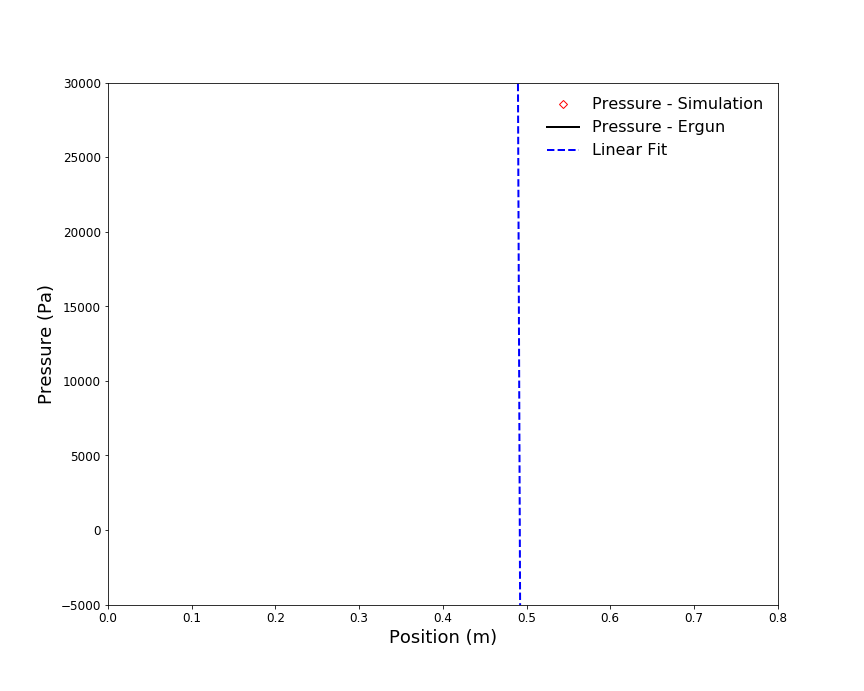 30000
25000
20000
15000
10000
5000
0
−5000
Pressure (Pa)
Pressure - Simulation
Pressure - Ergun
Linear Fit
0.0 0.1 0.2 0.3 0.4 0.5 0.6 0.7 0.8
Position (m)